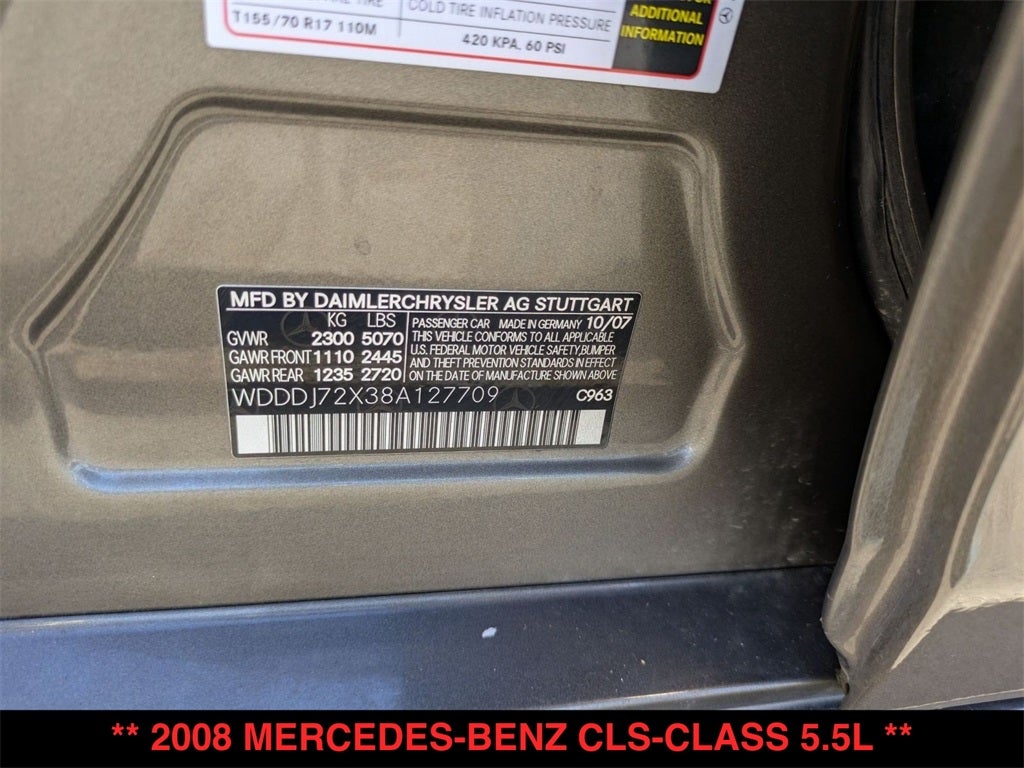 T155/70 R17 110M
COLD TIRE INFLATION PRESSURE
420 KPA, 60 PSI
ADDITIONAL
INFORMATION
MFD BY DAIMLERCHRYSLER AG STUTTGART
KG LBS
GVWR 2300 5070
GAWR FRONT 1110 2445
GAWR REAR 1235 2720
PASSENGER CAR MADE IN GERMANY 10/07
THIS VEHICLE CONFORMS TO ALL APPLICABLE
U.S. FEDERAL MOTOR VEHICLE SAFETY, BUMPER
AND THEFT PREVENTION STANDARDS IN EFFECT
ON THE DATE OF MANUFACTURE SHOWN ABOVE
WDDDJ72X38A127709
C963
** 2008 MERCEDES-BENZ CLS-CLASS 5.5L **